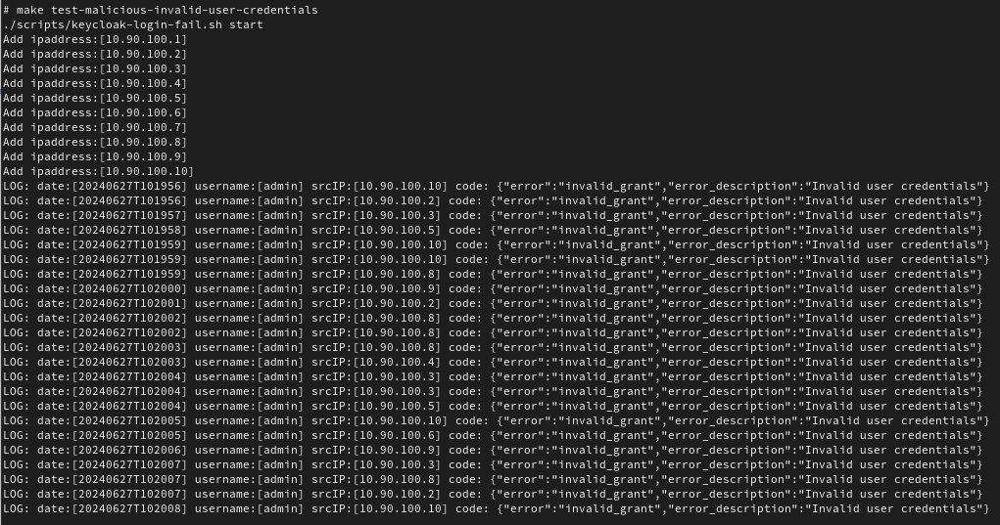 # make test-malicious-invalid-user-credentials
./scripts/keycloak-login-fail.sh start
Add ipaddress:[10.90.100.1]
Add ipaddress:[10.90.100.2]
Add ipaddress:[10.90.100.3]
Add ipaddress:[10.90.100.4]
Add ipaddress:[10.90.100.5]
Add ipaddress:[10.90.100.6]
Add ipaddress:[10.90.100.7]
Add ipaddress:[10.90.100.8]
Add ipaddress:[10.90.100.9]
Add ipaddress:[10.90.100.10]
LOG: date:[20240627T101956] username:[admin] srcIP:[10.90.100.10] code: {"error":"invalid_grant","error_description":"Invalid user credentials"}
LOG: date:[20240627T101956] username:[admin] srcIP:[10.90.100.2] code: {"error":"invalid_grant","error_description":"Invalid user credentials"}
LOG: date:[20240627T101957] username:[admin] srcIP:[10.90.100.3] code: {"error":"invalid_grant","error_description":"Invalid user credentials"}
LOG: date:[20240627T101958] username:[admin] srcIP:[10.90.100.5] code: {"error":"invalid_grant","error_description":"Invalid user credentials"}
LOG: date:[20240627T101959] username:[admin] srcIP:[10.90.100.10] code: {"error":"invalid_grant","error_description":"Invalid user credentials"}
LOG: date:[20240627T101959] username:[admin] srcIP:[10.90.100.10] code: {"error":"invalid_grant","error_description":"Invalid user credentials"}
LOG: date:[20240627T101959] username:[admin] srcIP:[10.90.100.8] code: {"error":"invalid_grant","error_description":"Invalid user credentials"}
LOG: date:[20240627T102000] username:[admin] srcIP:[10.90.100.9] code: {"error":"invalid_grant","error_description":"Invalid user credentials"}
LOG: date:[20240627T102001] username:[admin] srcIP:[10.90.100.2] code: {"error":"invalid_grant","error_description":"Invalid user credentials"}
LOG: date:[20240627T102002] username:[admin] srcIP:[10.90.100.8] code: {"error":"invalid_grant","error_description":"Invalid user credentials"}
LOG: date:[20240627T102002] username:[admin] srcIP:[10.90.100.8] code: {"error":"invalid_grant","error_description":"Invalid user credentials"}
LOG: date:[20240627T102003] username:[admin] srcIP:[10.90.100.8] code: {"error":"invalid_grant","error_description":"Invalid user credentials"}
LOG: date:[20240627T102003] username:[admin] srcIP:[10.90.100.4] code: {"error":"invalid_grant","error_description":"Invalid user credentials"}
LOG: date:[20240627T102004] username:[admin] srcIP:[10.90.100.3] code: {"error":"invalid_grant","error_description":"Invalid user credentials"}
LOG: date:[20240627T102004] username:[admin] srcIP:[10.90.100.3] code: {"error":"invalid_grant","error_description":"Invalid user credentials"}
LOG: date:[20240627T102004] username:[admin] srcIP:[10.90.100.5] code: {"error":"invalid_grant","error_description":"Invalid user credentials"}
LOG: date:[20240627T102005] username:[admin] srcIP:[10.90.100.10] code: {"error":"invalid_grant","error_description":"Invalid user credentials"}
LOG: date:[20240627T102005] username:[admin] srcIP:[10.90.100.6] code: {"error":"invalid_grant","error_description":"Invalid user credentials"}
LOG: date:[20240627T102006] username:[admin] srcIP:[10.90.100.9] code: {"error":"invalid_grant","error_description":"Invalid user credentials"}
LOG: date:[20240627T102007] username:[admin] srcIP:[10.90.100.3] code: {"error":"invalid_grant","error_description":"Invalid user credentials"}
LOG: date:[20240627T102007] username:[admin] srcIP:[10.90.100.8] code: {"error":"invalid_grant","error_description":"Invalid user credentials"}
LOG: date:[20240627T102007] username:[admin] srcIP:[10.90.100.2] code: {"error":"invalid_grant","error_description":"Invalid user credentials"}
LOG: date:[20240627T102008] username:[admin] srcIP:[10.90.100.10] code: {"error":"invalid_grant","error_description":"Invalid user credentials"}